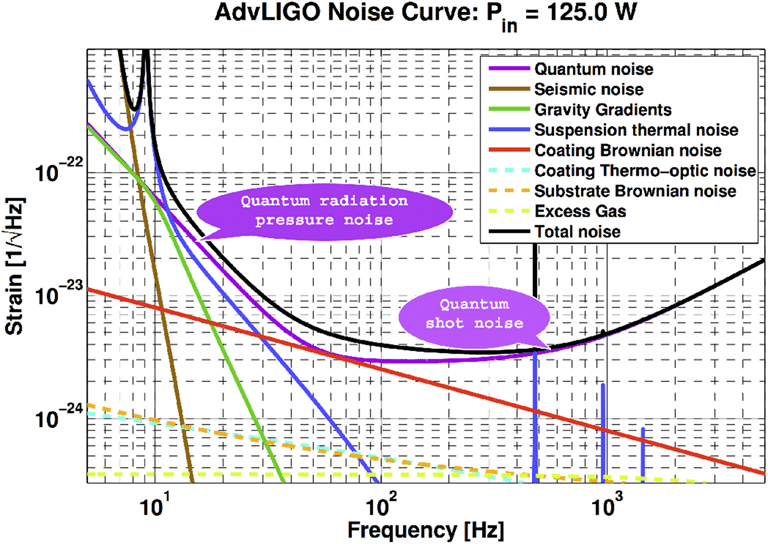 AdvLIGO Noise Curve: P_in = 125.0 W
Quantum noise
Seismic noise
Gravity Gradients
Suspension thermal noise
Coating Brownian noise
Coating Thermo-optic noise
Substrate Brownian noise
Excess Gas
Total noise
Quantum radiation
pressure noise
Quantum
shot noise
Strain [1/√Hz]
10^-22
10^-23
10^-24
10^1
10^2
10^3
Frequency [Hz]